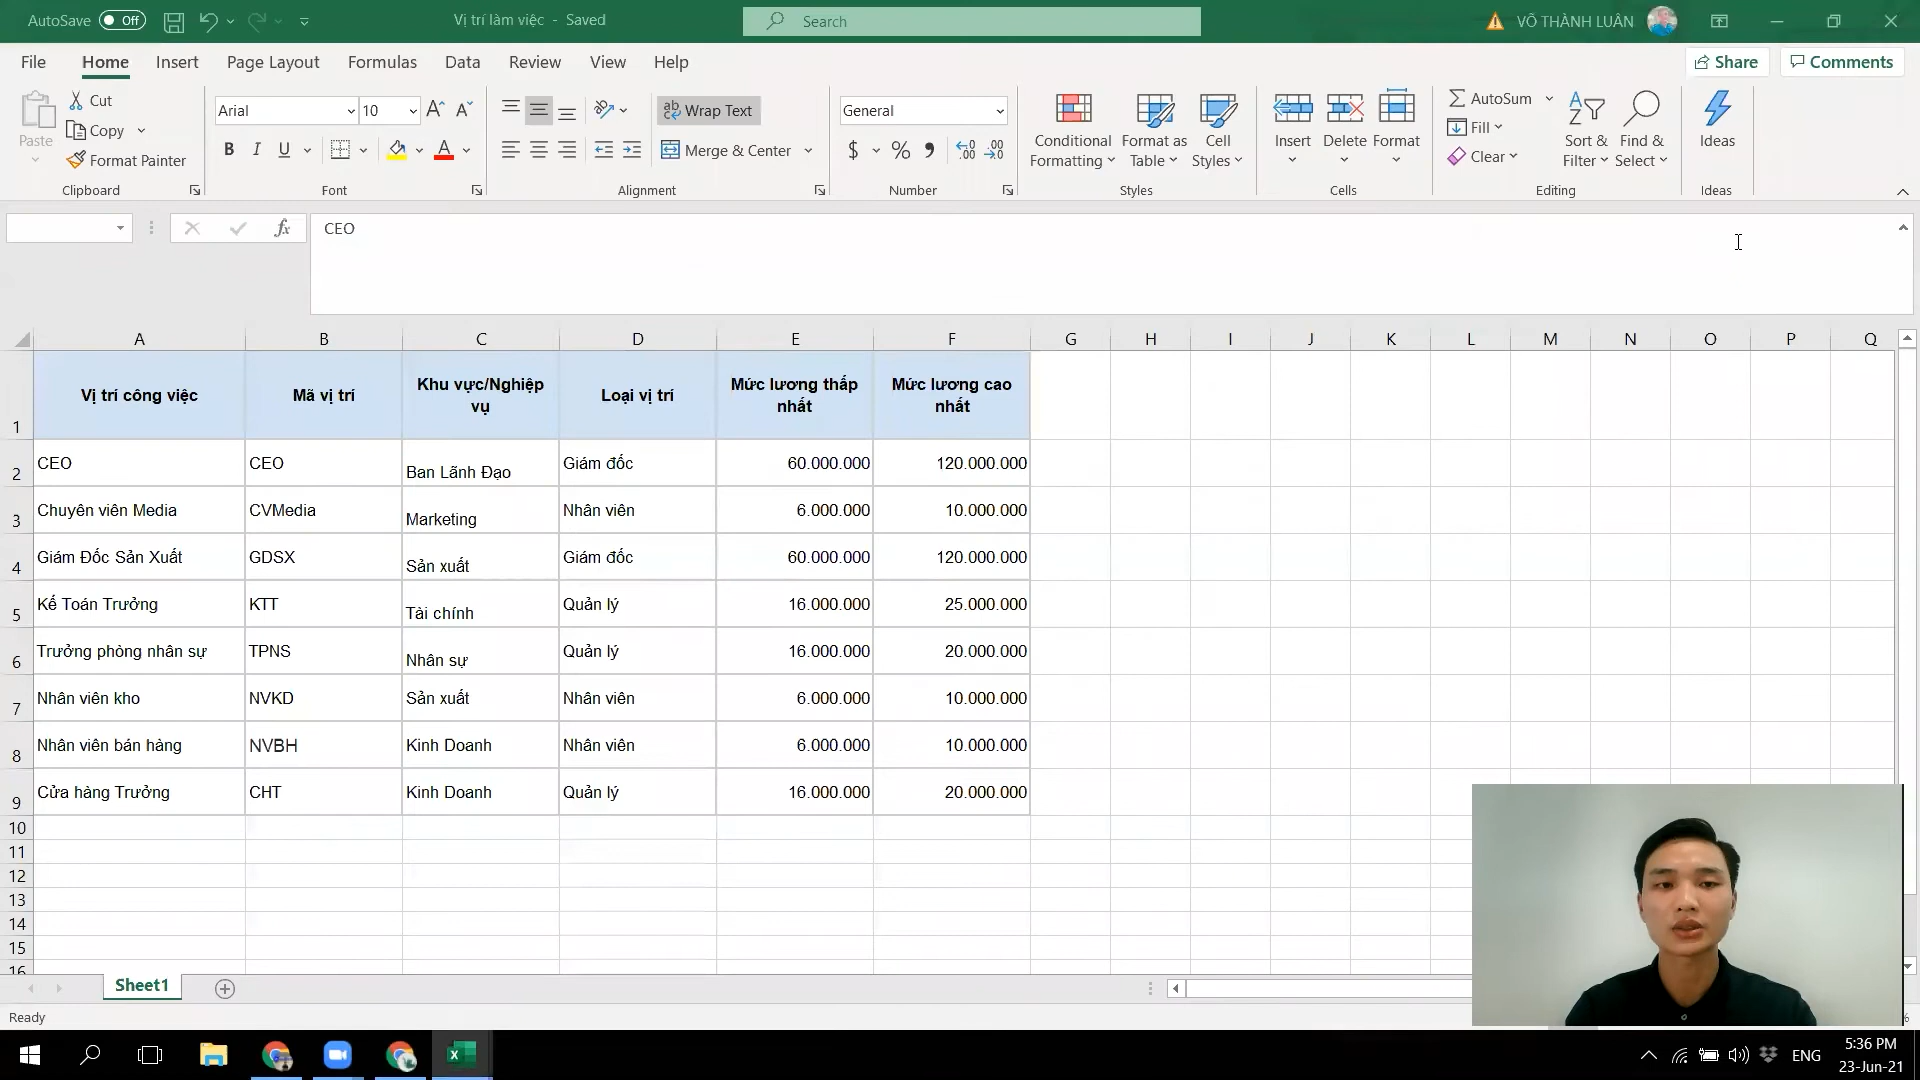 AutoSave Off Vị trí làm việc - Saved Search VÕ THÀNH LUÂN
File Home Insert Page Layout Formulas Data Review View Help Share Comments
Paste Cut Copy Format Painter Clipboard
Arial 10 B I U A Font
ab Wrap Text Merge & Center Alignment
General $ % Number
Conditional Formatting Format as Table Cell Styles Styles
Insert Delete Format Cells
AutoSum Fill Clear Sort & Filter Find & Select Editing
Ideas Ideas
fx CEO
A B C D E F G H I J K L M N O P Q
1 Vị trí công việc Mã vị trí Khu vực/Nghiệp vụ Loại vị trí Mức lương thấp nhất Mức lương cao nhất
2 CEO CEO Ban Lãnh Đạo Giám đốc 60.000.000 120.000.000
3 Chuyên viên Media CVMedia Marketing Nhân viên 6.000.000 10.000.000
4 Giám Đốc Sản Xuất GDSX Sản xuất Giám đốc 60.000.000 120.000.000
5 Kế Toán Trưởng KTT Tài chính Quản lý 16.000.000 25.000.000
6 Trưởng phòng nhân sự TPNS Nhân sự Quản lý 16.000.000 20.000.000
7 Nhân viên kho NVKD Sản xuất Nhân viên 6.000.000 10.000.000
8 Nhân viên bán hàng NVBH Kinh Doanh Nhân viên 6.000.000 10.000.000
9 Cửa hàng Trưởng CHT Kinh Doanh Quản lý 16.000.000 20.000.000
10
11
12
13
14
15
16
Sheet1
Ready
ENG 5:36 PM
23-Jun-21